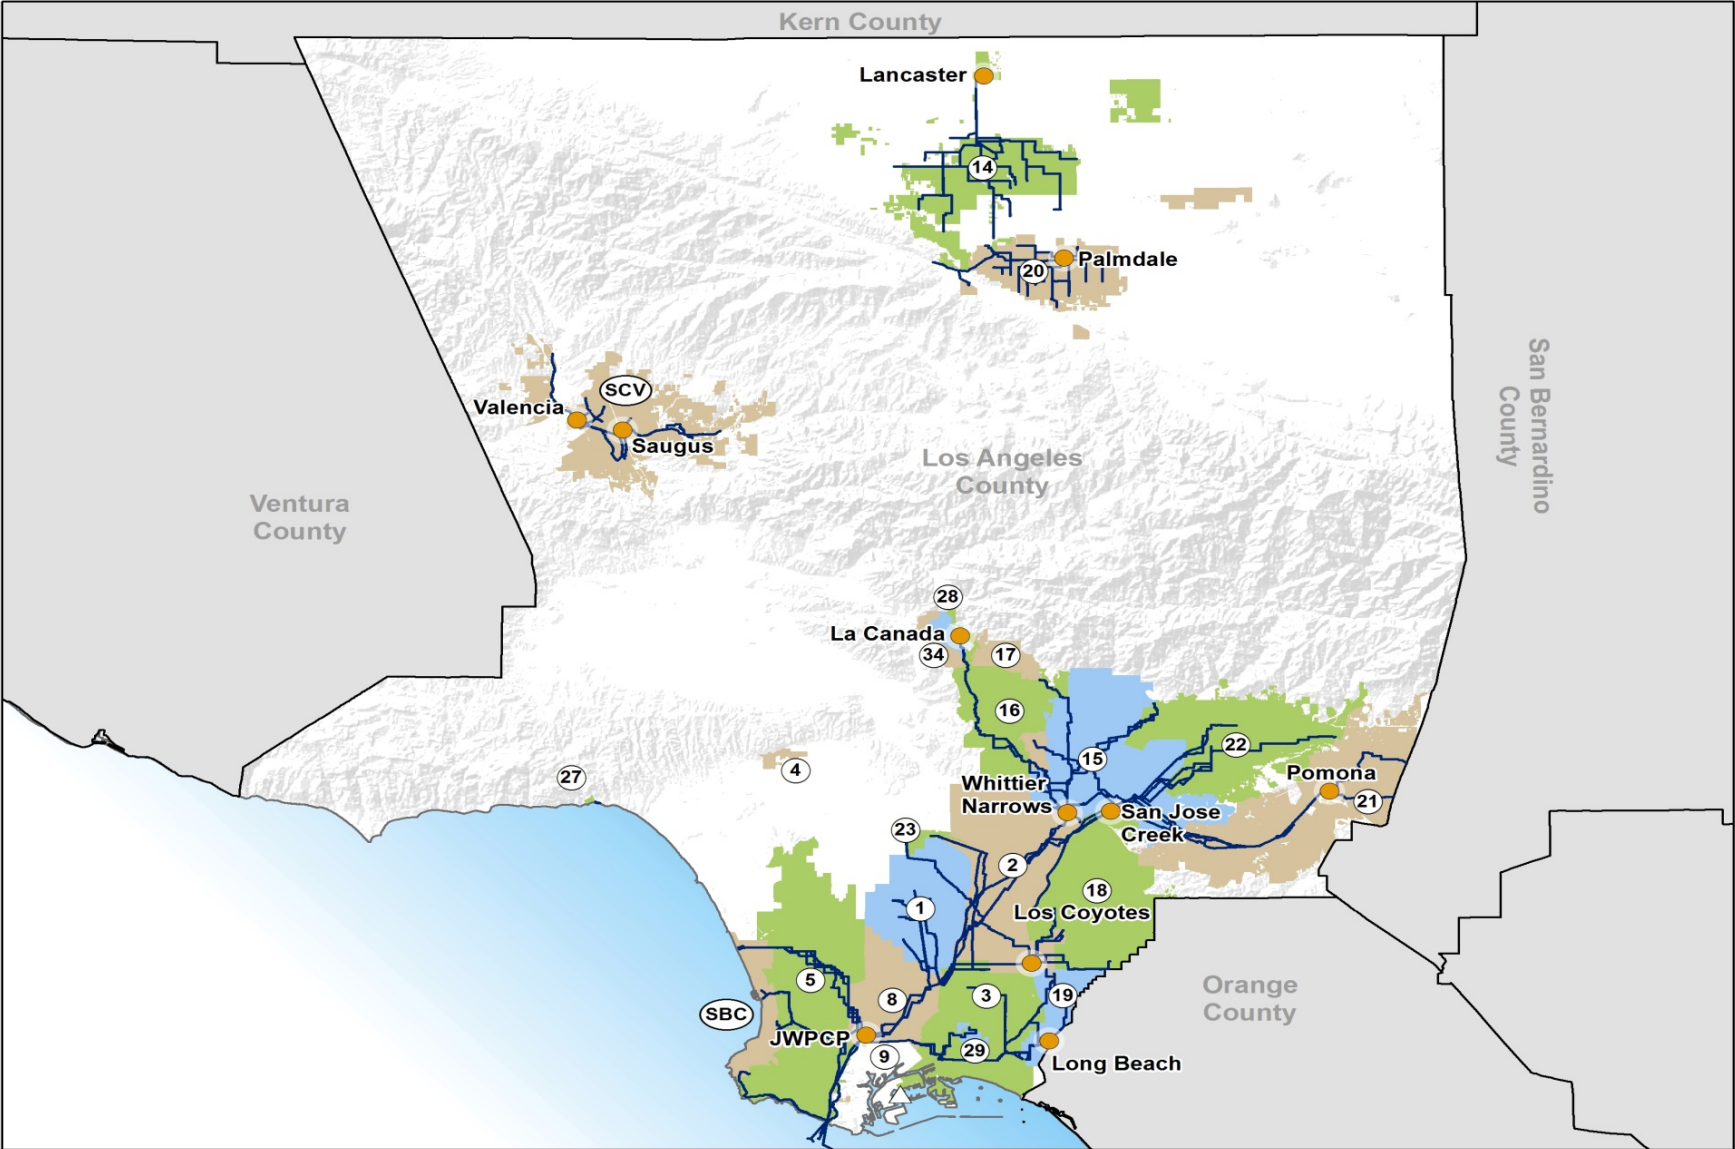 Kern County
Lancaster
14
Palmdale
20
San Bernardino
County
SCV
Valencia
Saugus
Los Angeles
County
Ventura
County
28
La Canada
34
17
16
22
15
27
4
Pomona
Whittier
Narrows
21
San Jose
Creek
23
2
18
1
Los Coyotes
5
Orange
County
19
3
8
SBC
JWPCP
9
29
Long Beach